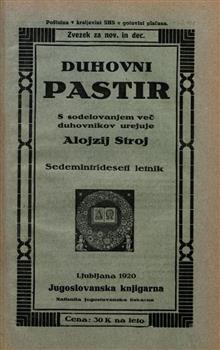 Poštnina v kraljevini SHS v gotovini plačana.
Zvezek za nov. in dec.
DUHOVNI
PASTIR
S sodelovanjem več
duhovnikov urejuje
Alojzij Stroj
Sedemintrideseti letnik
Ljubljana 1920
Jugoslovanska knjigarna
Natisnila Jugoslovanska tiskarna
Cena: 30 K na leto